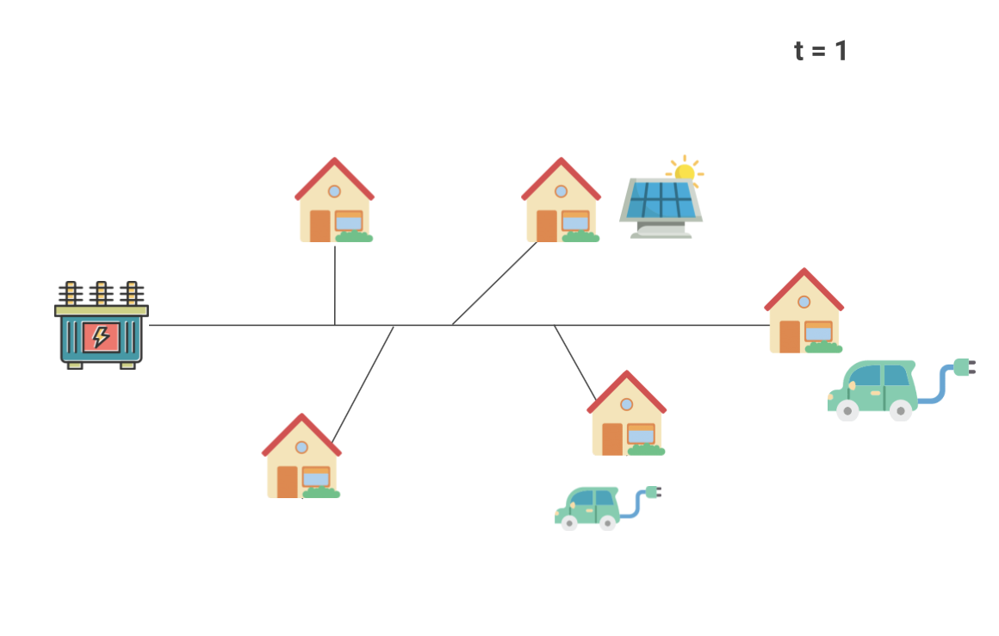 t = 1